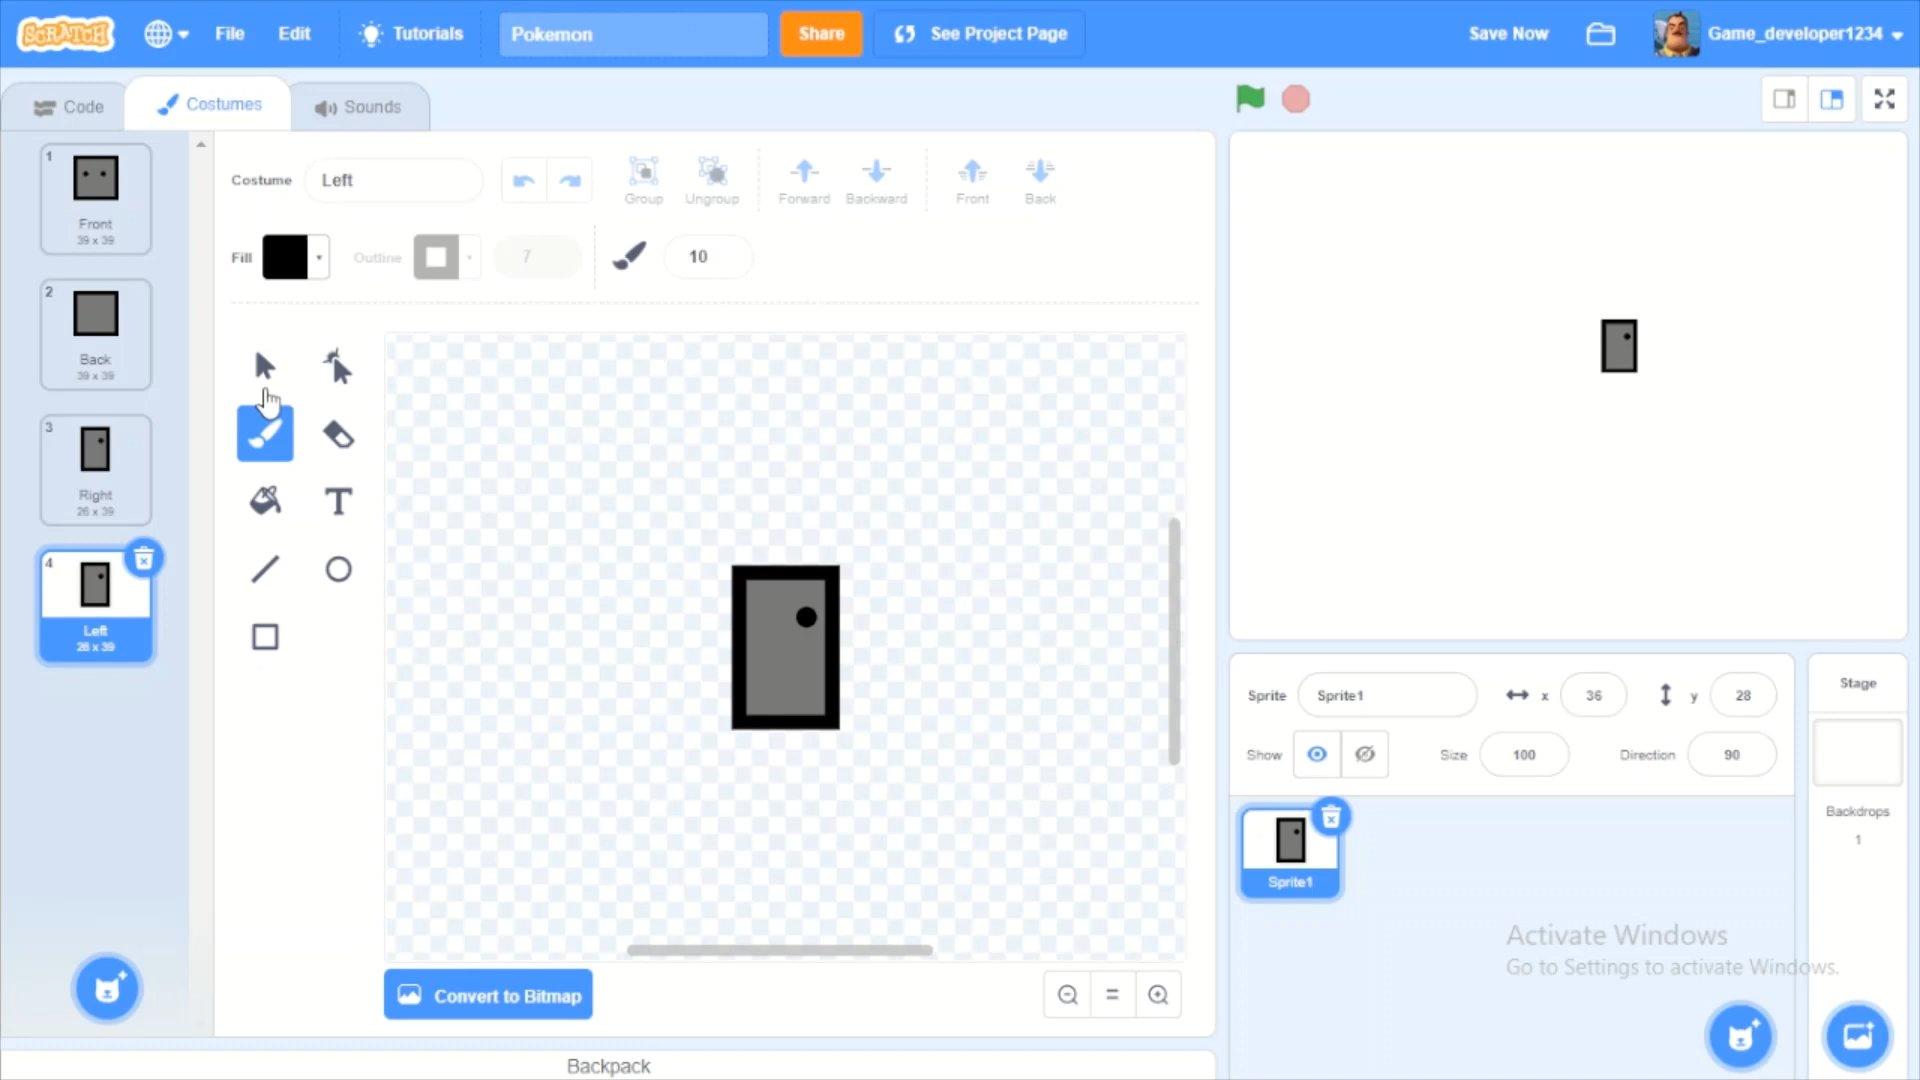 SCRATCH
File
Edit
Tutorials
Pokemon
Share
See Project Page
Save Now
Game_developer1234
Code
Costumes
Sounds
1
Front
39 x 39
2
Back
39 x 39
3
Right
26 x 39
4
Left
26 x 39
Costume
Left
Group
Ungroup
Forward
Backward
Front
Back
Fill
Outline
7
10
T
Convert to Bitmap
=
Backpack
Sprite
Sprite1
x
36
y
28
Show
Size
100
Direction
90
Sprite1
Stage
Backdrops
1
Activate Windows
Go to Settings to activate Windows.